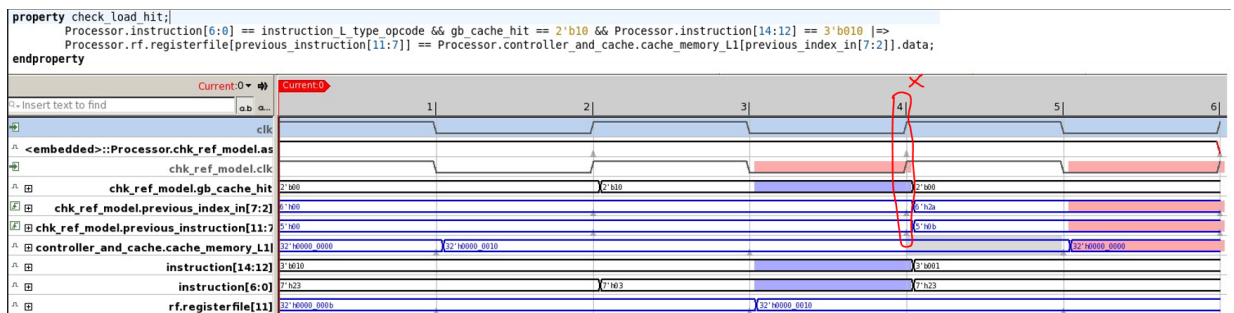 property check_load_hit;
Processor.instruction[6:0] == instruction_L_type_opcode && gb_cache_hit == 2'b10 && Processor.instruction[14:12] == 3'b010 |=>
Processor.rf.registerfile[previous_instruction[11:7]] == Processor.controller_and_cache.cache_memory_L1[previous_index_in[7:2]].data;
endproperty
Current:0 Current:0
Insert text to find a.b a... 1 2 3 4 5 6
clk
<embedded>::Processor.chk_ref_model.as
chk_ref_model.clk
chk_ref_model.gb_cache_hit 2'b00 2'b10 2'b00
chk_ref_model.previous_index_in[7:2] 6'h00 6'h2a
chk_ref_model.previous_instruction[11:7 5'h00 5'h0b
controller_and_cache.cache_memory_L1[ 32'h0000_0000 32'h0000_0010 32'h0000_0000
instruction[14:12] 3'b010 3'b001
instruction[6:0] 7'h23 7'h03 7'h23
rf.registerfile[11] 32'h0000_000b 32'h0000_0010